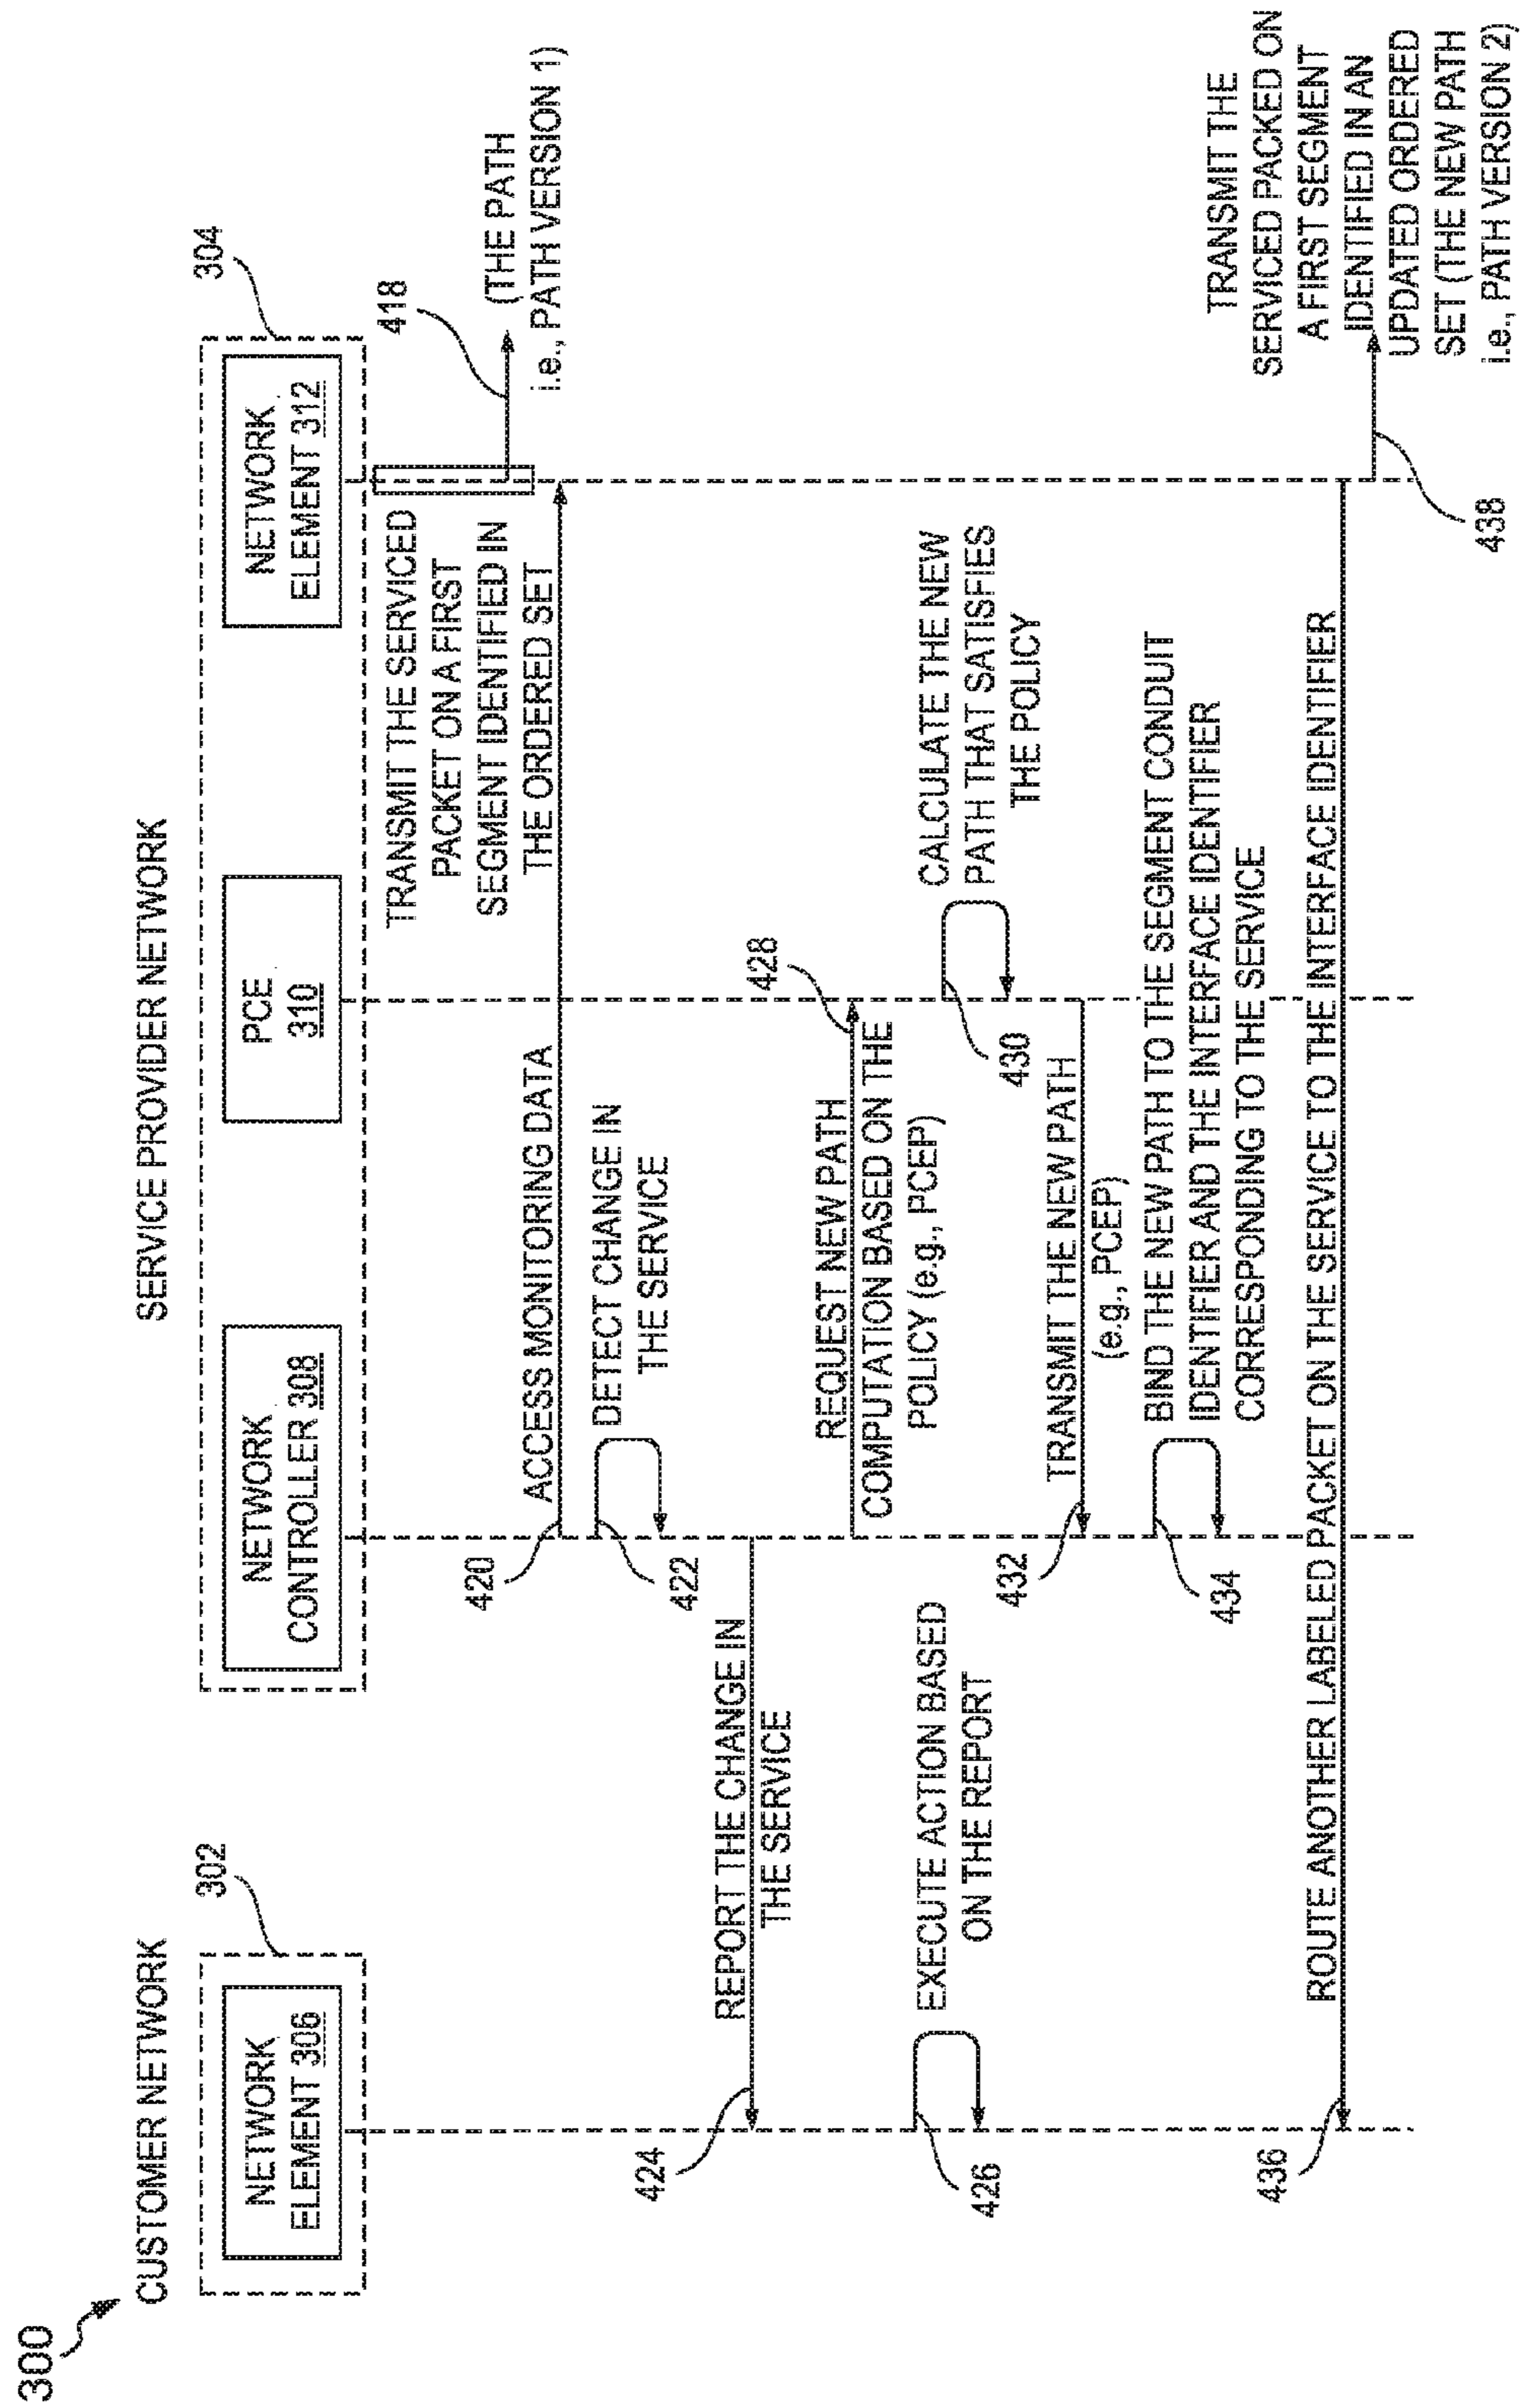 300
CUSTOMER NETWORK
SERVICE PROVIDER NETWORK
302
304
NETWORK
ELEMENT 306
NETWORK
CONTROLLER 308
PCE
310
NETWORK
ELEMENT 312
TRANSMIT THE SERVICED
PACKET ON A FIRST
SEGMENT IDENTIFIED IN
THE ORDERED SET
418
(THE PATH
i.e., PATH VERSION 1)
420
ACCESS MONITORING DATA
422
DETECT CHANGE IN
THE SERVICE
424
REPORT THE CHANGE IN
THE SERVICE
426
EXECUTE ACTION BASED
ON THE REPORT
428
REQUEST NEW PATH
COMPUTATION BASED ON THE
POLICY (e.g., PCEP)
430
CALCULATE THE NEW
PATH THAT SATISFIES
THE POLICY
432
TRANSMIT THE NEW PATH
(e.g., PCEP)
434
BIND THE NEW PATH TO THE SEGMENT CONDUIT
IDENTIFIER AND THE INTERFACE IDENTIFIER
CORRESPONDING TO THE SERVICE
436
ROUTE ANOTHER LABELED PACKET ON THE SERVICE TO THE INTERFACE IDENTIFIER
438
TRANSMIT THE
SERVICED PACKED ON
A FIRST SEGMENT
IDENTIFIED IN AN
UPDATED ORDERED
SET (THE NEW PATH
i.e., PATH VERSION 2)